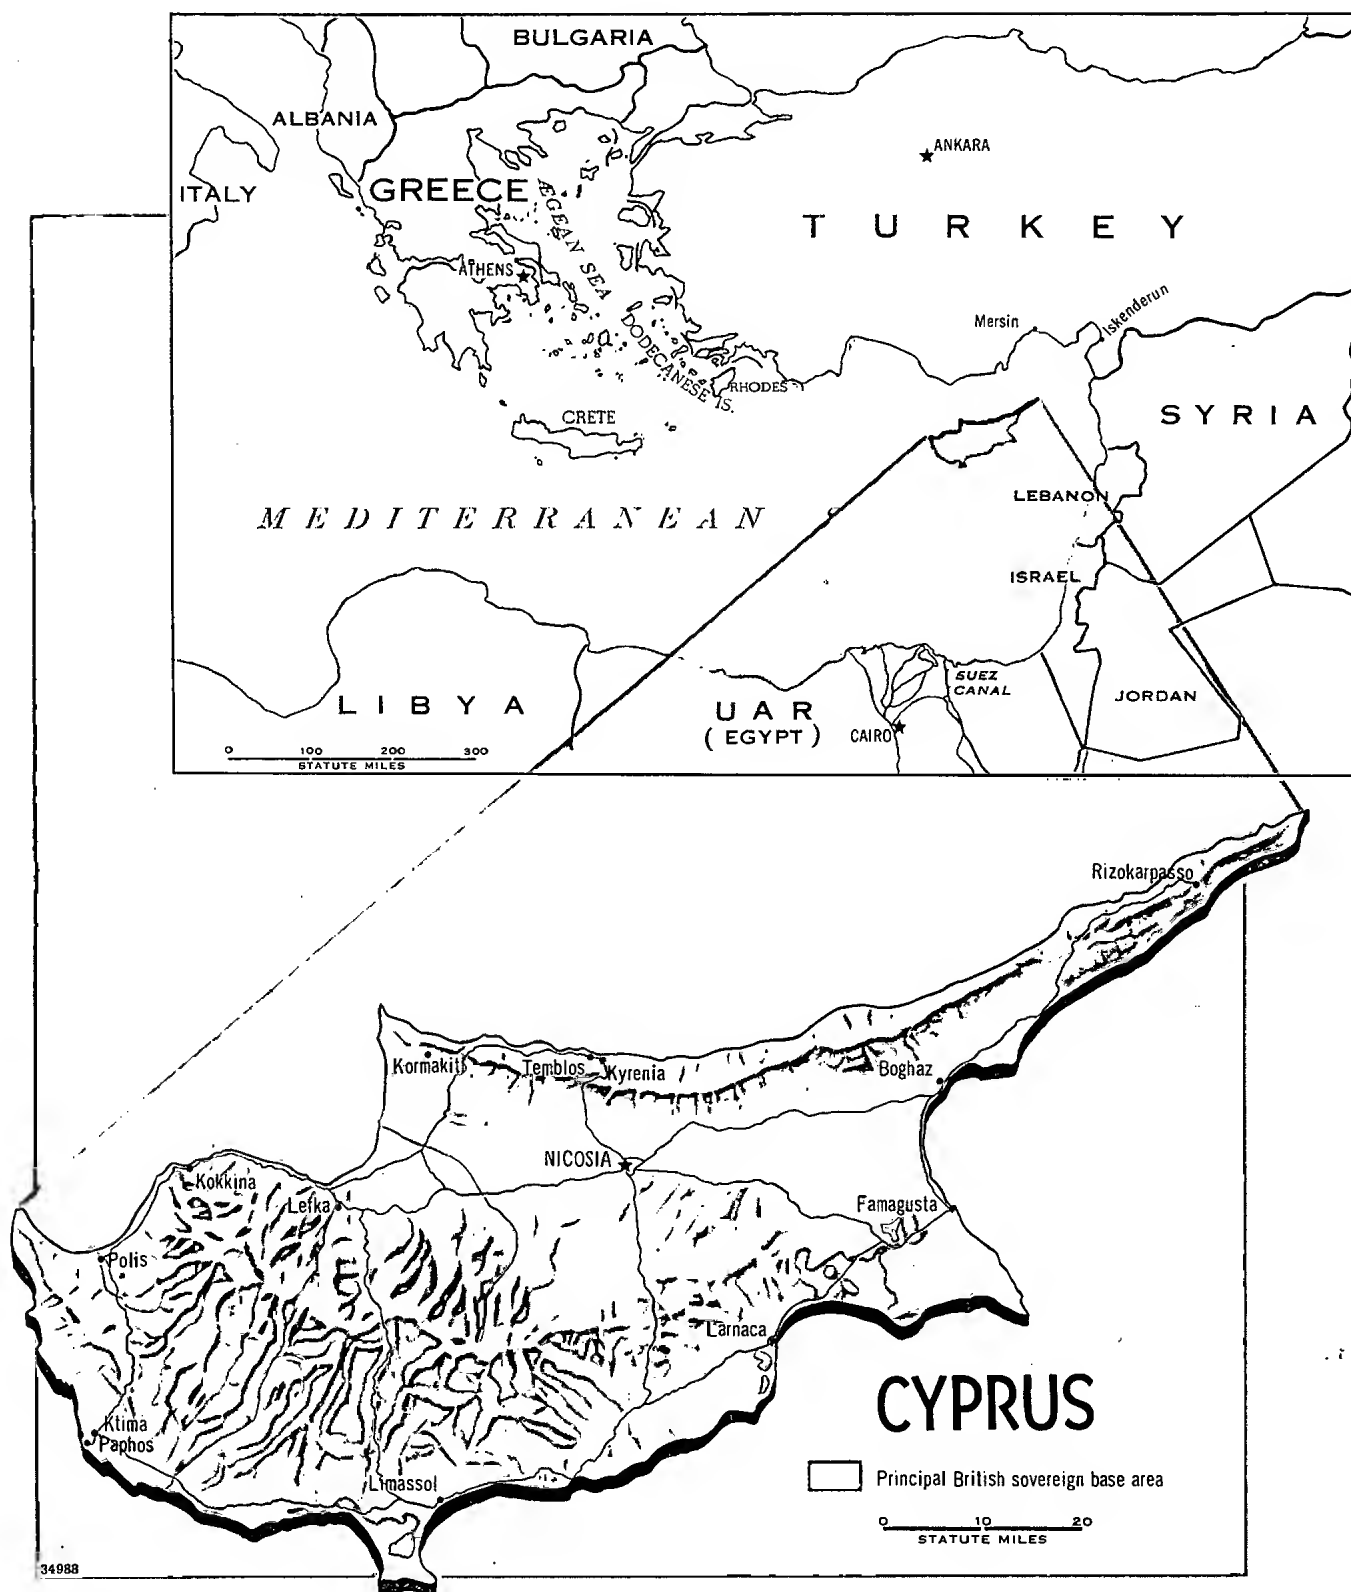 BULGARIA
ALBANIA
ANKARA
ITALY
GREECE
ÆGEAN SEA
TURKEY
ATHENS
Mersin
Iskenderun
DODECANESE IS.
RHODES
SYRIA
CRETE
LEBANON
MEDITERRANEAN
ISRAEL
SUEZ
CANAL
JORDAN
LIBYA
UAR
(EGYPT)
CAIRO
0 100 200 300
STATUTE MILES
Rizokarpasso
Kormakiti
Temblos
Kyrenia
Boghaz
NICOSIA
Kokkina
Lefka
Famagusta
Polis
Larnaca
CYPRUS
Ktima
Paphos
Limassol
Principal British sovereign base area
0 10 20
STATUTE MILES
34988